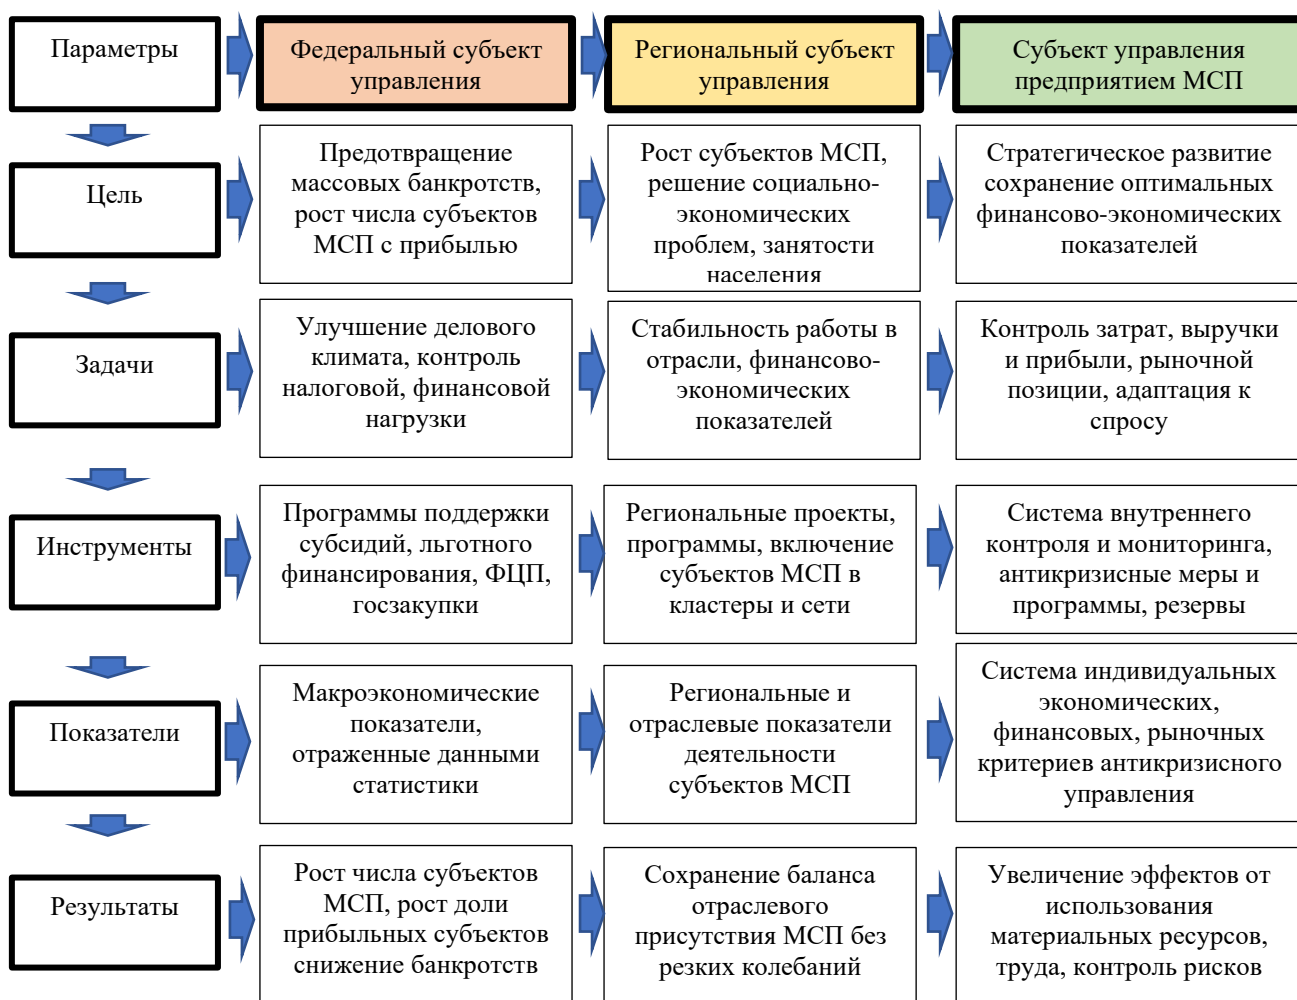 Параметры
Федеральный субъект
управления
Региональный субъект
управления
Субъект управления
предприятием МСП
Цель
Предотвращение
массовых банкротств,
рост числа субъектов
МСП с прибылью
Рост субъектов МСП,
решение социально-
экономических
проблем, занятости
населения
Стратегическое развитие
сохранение оптимальных
финансово-экономических
показателей
Задачи
Улучшение делового
климата, контроль
налоговой, финансовой
нагрузки
Стабильность работы в
отрасли, финансово-
экономических
показателей
Контроль затрат, выручки
и прибыли, рыночной
позиции, адаптация к
спросу
Инструменты
Программы поддержки
субсидий, льготного
финансирования, ФЦП,
госзакупки
Региональные проекты,
программы, включение
субъектов МСП в
кластеры и сети
Система внутреннего
контроля и мониторинга,
антикризисные меры и
программы, резервы
Показатели
Макроэкономические
показатели,
отраженные данными
статистики
Региональные и
отраслевые показатели
деятельности
субъектов МСП
Система индивидуальных
экономических,
финансовых, рыночных
критериев антикризисного
управления
Результаты
Рост числа субъектов
МСП, рост доли
прибыльных субъектов
снижение банкротств
Сохранение баланса
отраслевого
присутствия МСП без
резких колебаний
Увеличение эффектов от
использования
материальных ресурсов,
труда, контроль рисков